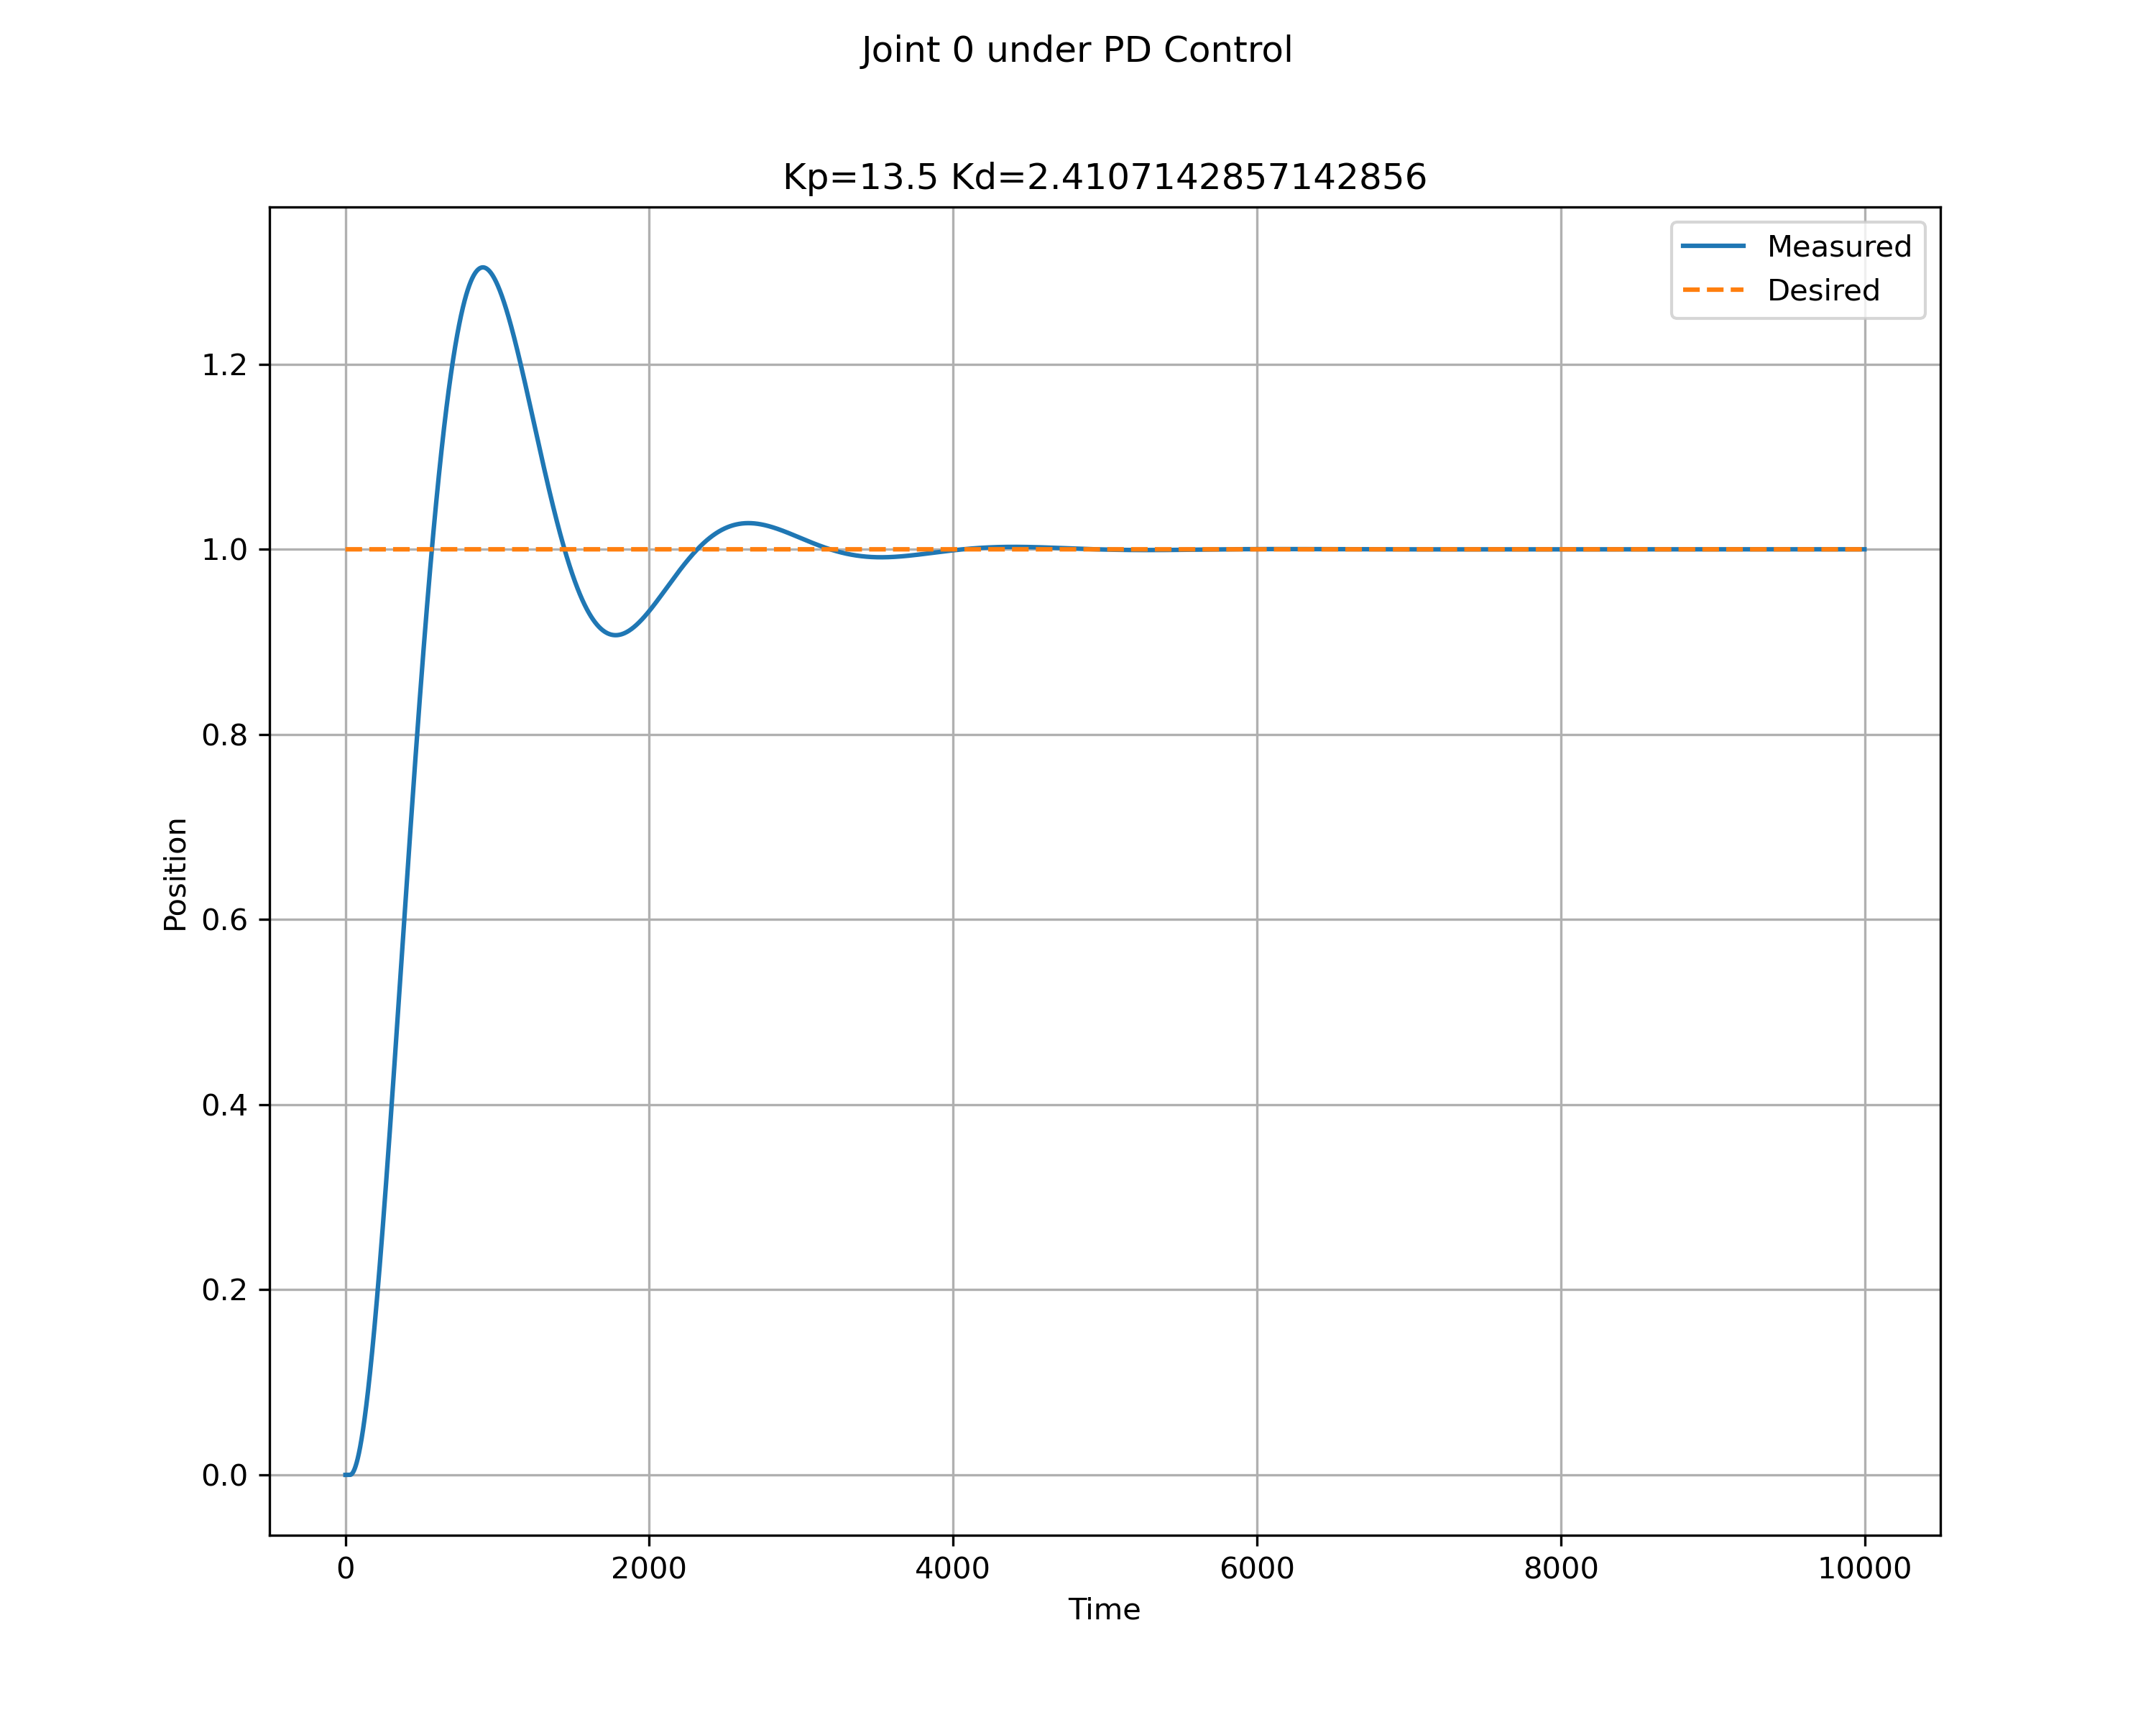 Joint 0 under PD Control
Kp=13.5 Kd=2.4107142857142856
Measured
Desired
1.2
1.0
0.8
0.6
0.4
0.2
0.0
Position
0 2000 4000 6000 8000 10000
Time